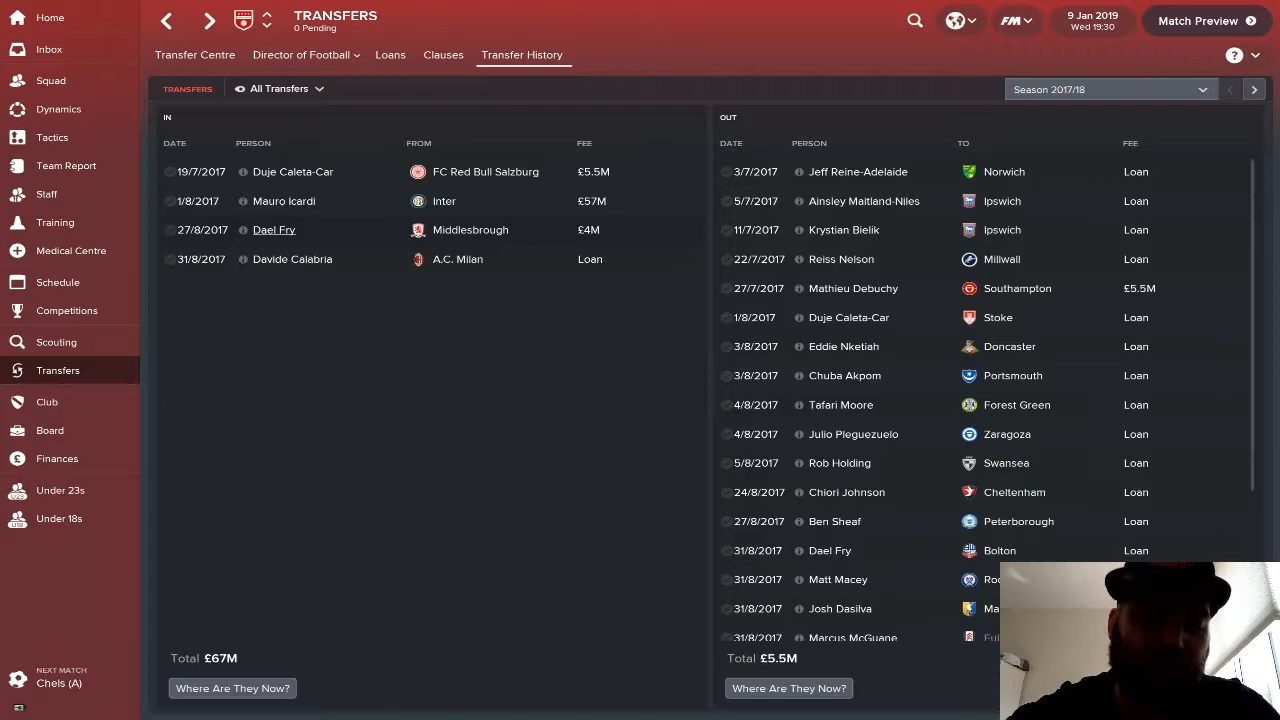 Home
Inbox
Squad
Dynamics
Tactics
Team Report
Staff
Training
Medical Centre
Schedule
Competitions
Scouting
Transfers
Club
Board
£ Finances
U23 Under 23s
U18 Under 18s
NEXT MATCH
Chels (A)
TRANSFERS
0 Pending
FM
9 Jan 2019
Wed 19:30
Match Preview
Transfer Centre Director of Football Loans Clauses Transfer History
?
TRANSFERS All Transfers
Season 2017/18
IN
DATE PERSON FROM FEE
19/7/2017 Duje Caleta-Car FC Red Bull Salzburg £5.5M
1/8/2017 Mauro Icardi Inter £57M
27/8/2017 Dael Fry Middlesbrough £4M
31/8/2017 Davide Calabria A.C. Milan Loan
Total £67M
Where Are They Now?
OUT
DATE PERSON TO FEE
3/7/2017 Jeff Reine-Adelaide Norwich Loan
5/7/2017 Ainsley Maitland-Niles Ipswich Loan
11/7/2017 Krystian Bielik Ipswich Loan
22/7/2017 Reiss Nelson Millwall Loan
27/7/2017 Mathieu Debuchy Southampton £5.5M
1/8/2017 Duje Caleta-Car Stoke Loan
3/8/2017 Eddie Nketiah Doncaster Loan
3/8/2017 Chuba Akpom Portsmouth Loan
4/8/2017 Tafari Moore Forest Green Loan
4/8/2017 Julio Pleguezuelo Zaragoza Loan
5/8/2017 Rob Holding Swansea Loan
24/8/2017 Chiori Johnson Cheltenham Loan
27/8/2017 Ben Sheaf Peterborough Loan
31/8/2017 Dael Fry Bolton Loan
31/8/2017 Matt Macey
31/8/2017 Josh Dasilva
31/8/2017 Marcus McGuane
Total £5.5M
Where Are They Now?